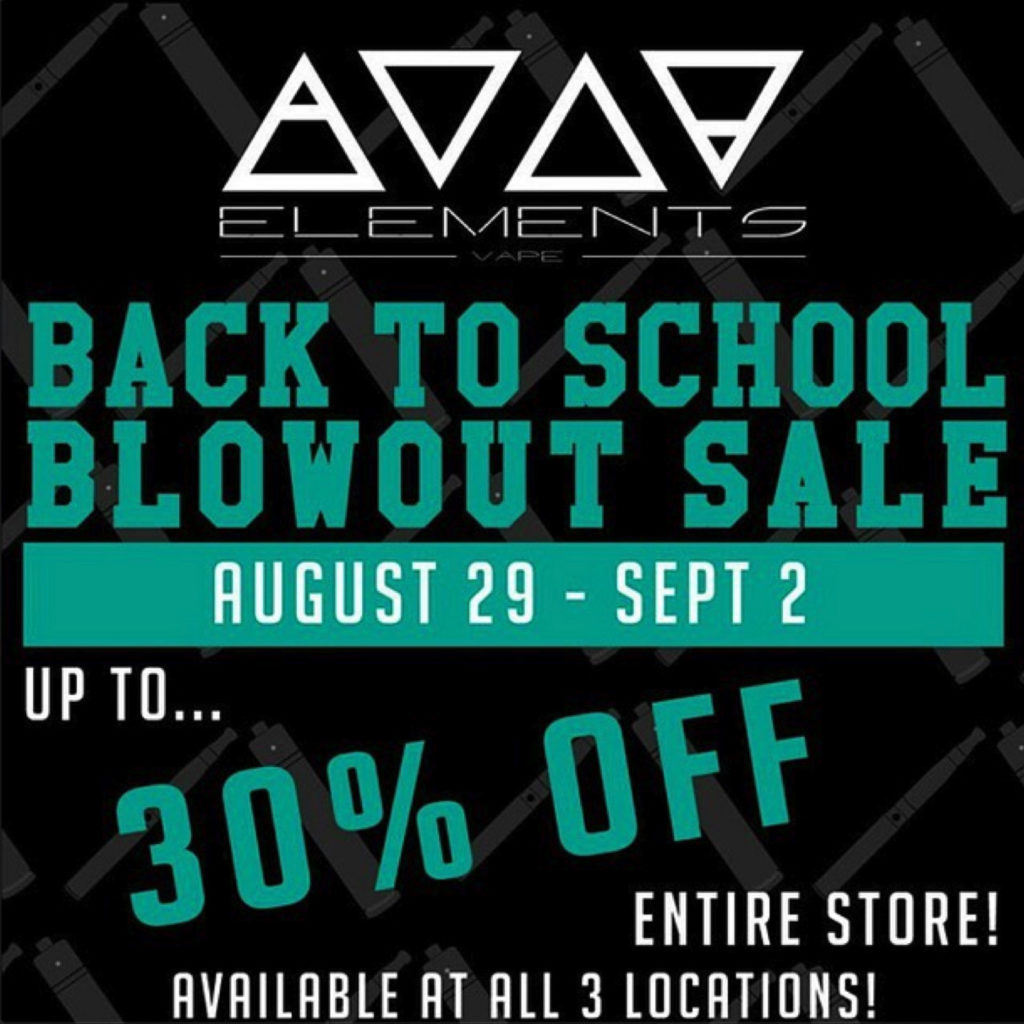 ELEMENTS
VAPE
BACK TO SCHOOL
BLOWOUT SALE
AUGUST 29 - SEPT 2
UP TO...
30% OFF
ENTIRE STORE!
AVAILABLE AT ALL 3 LOCATIONS!